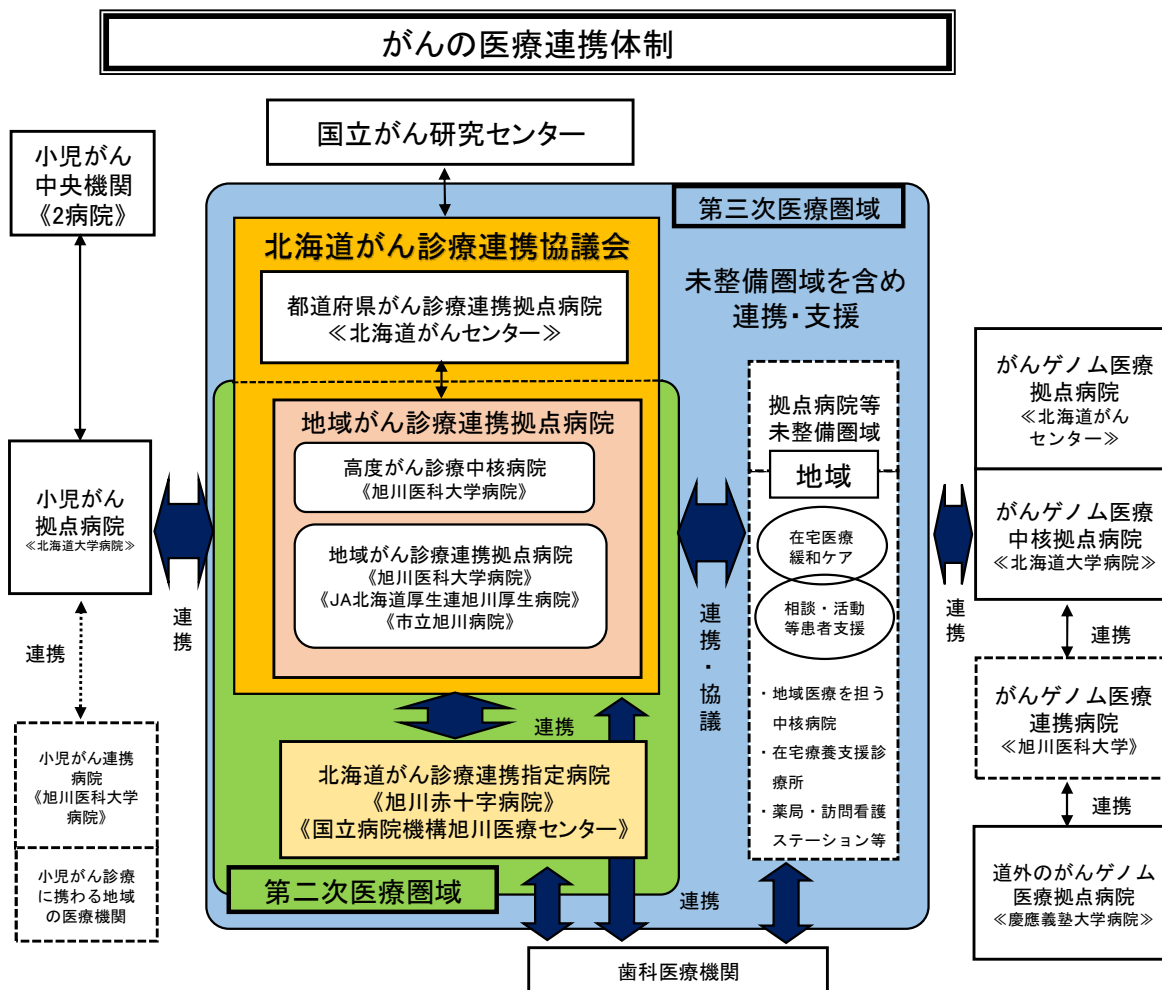 がんの医療連携体制
国立がん研究センター
小児がん
中央機関
《2病院》
第三次医療圏域
北海道がん診療連携協議会
未整備圏域を含め
連携・支援
都道府県がん診療連携拠点病院
≪北海道がんセンター≫
地域がん診療連携拠点病院
高度がん診療中核病院
《旭川医科大学病院》
地域がん診療連携拠点病院
《旭川医科大学病院》
《JA北海道厚生連旭川厚生病院》
《市立旭川病院》
連携
北海道がん診療連携指定病院
《旭川赤十字病院》
《国立病院機構旭川医療センター》
第二次医療圏域
小児がん
拠点病院
≪北海道大学病院≫
連携
連携
小児がん連携
病院
《旭川医科大学
病院》
小児がん診療
に携わる地域
の医療機関
連携・協議
拠点病院等
未整備圏域
地域
在宅医療
緩和ケア
相談・活動
等患者支援
・地域医療を担う
中核病院
・在宅療養支援診
療所
・薬局・訪問看護
ステーション等
連携
歯科医療機関
連携
がんゲノム医療
拠点病院
≪北海道がん
センター≫
がんゲノム医療
中核拠点病院
≪北海道大学病院≫
連携
がんゲノム医療
連携病院
≪旭川医科大学≫
連携
道外のがんゲノム
医療拠点病院
≪慶應義塾大学病院≫